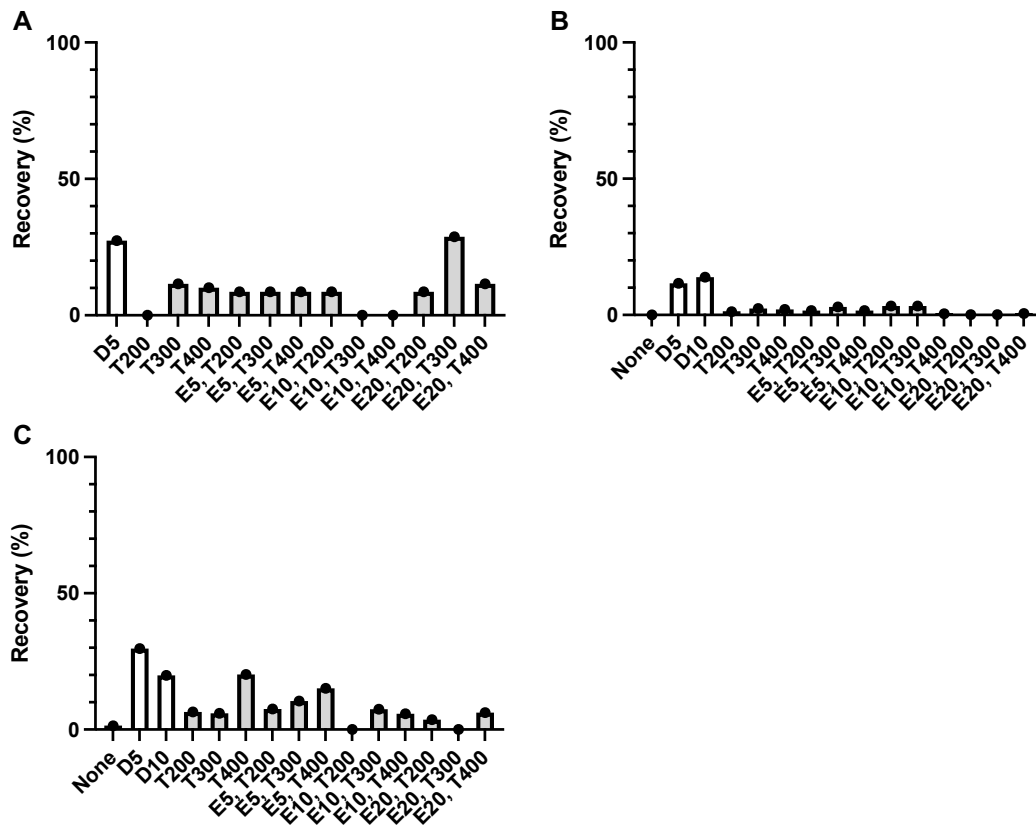 A
Recovery (%)
100
50
0
D5
T200
T300
T400
E5, T200
E5, T300
E5, T400
E10, T200
E10, T300
E10, T400
E20, T200
E20, T300
E20, T400
B
Recovery (%)
100
50
0
None
D5
D10
T200
T300
T400
E5, T200
E5, T300
E5, T400
E10, T200
E10, T300
E10, T400
E20, T200
E20, T300
E20, T400
C
Recovery (%)
100
50
0
None
D5
D10
T200
T300
T400
E5, T200
E5, T300
E5, T400
E10, T200
E10, T300
E10, T400
E20, T200
E20, T300
E20, T400